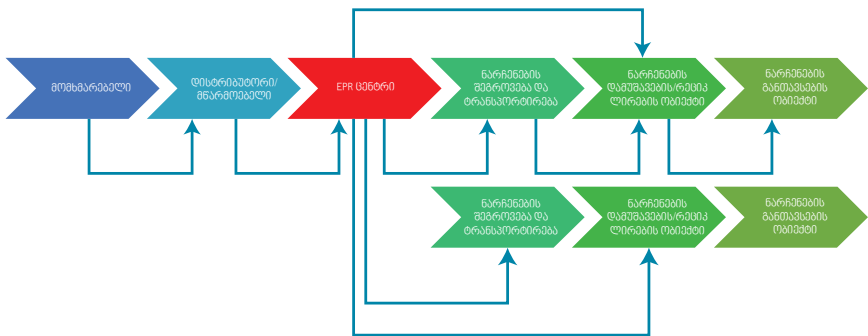 მომხმარებელი
დისტრიბუტორი/
მწარმოებელი
EPR ცენტრი
ნარჩენების
შეგროვება და
ტრანსპორტირება
ნარჩენების
დამუშავების/რეციკ
ლირების ობიექტი
ნარჩენების
განთავსების
ობიექტი
ნარჩენების
შეგროვება და
ტრანსპორტირება
ნარჩენების
დამუშავების/რეციკ
ლირების ობიექტი
ნარჩენების
განთავსების
ობიექტი